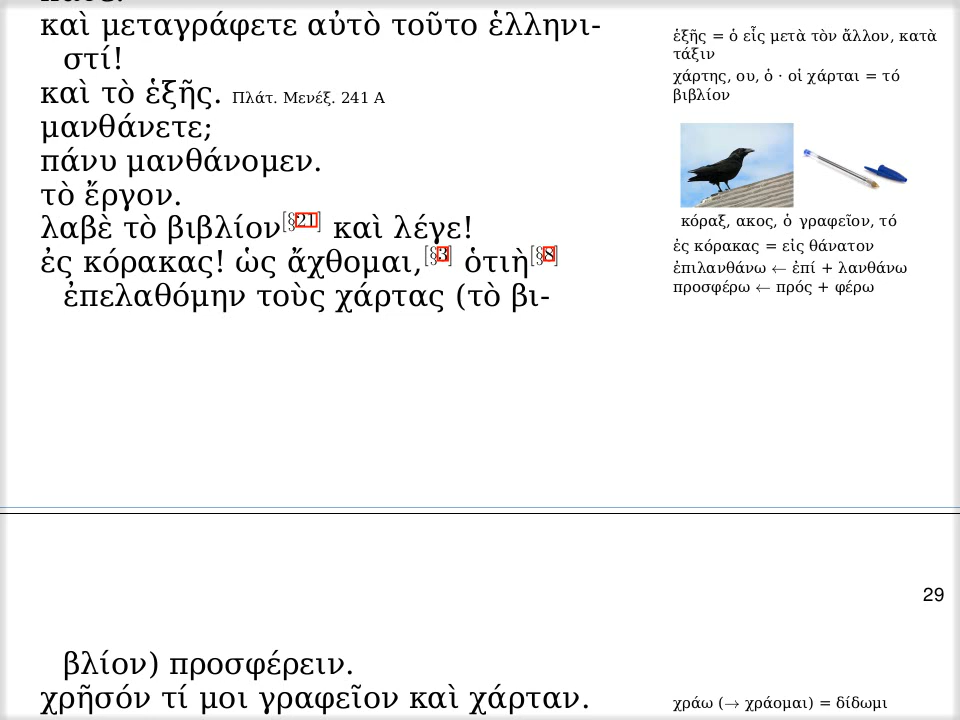 καὶ μεταγράφετε αὐτὸ τοῦτο ἑλληνι-
στί!
καὶ τὸ ἑξῆς. Πλάτ. Μενέξ. 241 A
μανθάνετε;
πάνυ μανθάνομεν.
τὸ ἔργον.
λαβὲ τὸ βιβλίον[§21] καὶ λέγε!
ἐς κόρακας! ὡς ἄχθομαι,[§3] ὁτιὴ[§8]
ἐπελαθόμην τοὺς χάρτας (τὸ βι-
ἑξῆς = ὁ εἷς μετὰ τὸν ἄλλον, κατὰ
τάξιν
χάρτης, ου, ὁ · οἱ χάρται = τό
βιβλίον
κόραξ, ακος, ὁ γραφεῖον, τό
ἐς κόρακας = εἰς θάνατον
ἐπιλανθάνω ← ἐπί + λανθάνω
προσφέρω ← πρός + φέρω
29
βλίον) προσφέρειν.
χρῆσόν τί μοι γραφεῖον καὶ χάρταν.
χράω (→ χράομαι) = δίδωμι